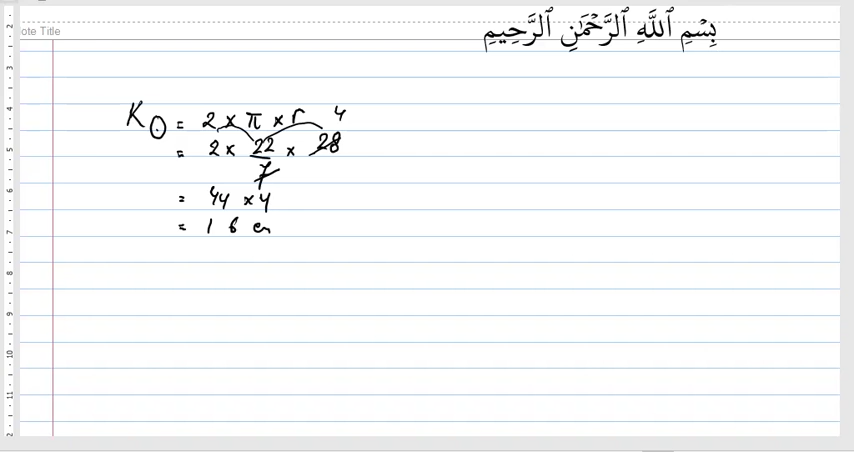 ote Title
بِسْمِ ٱللَّهِ ٱلرَّحْمَٰنِ ٱلرَّحِيمِ
K⊙ = 2 × π × r
= 2 × 22/7 × 28 4
= 44 × 4
= 1 6 cm